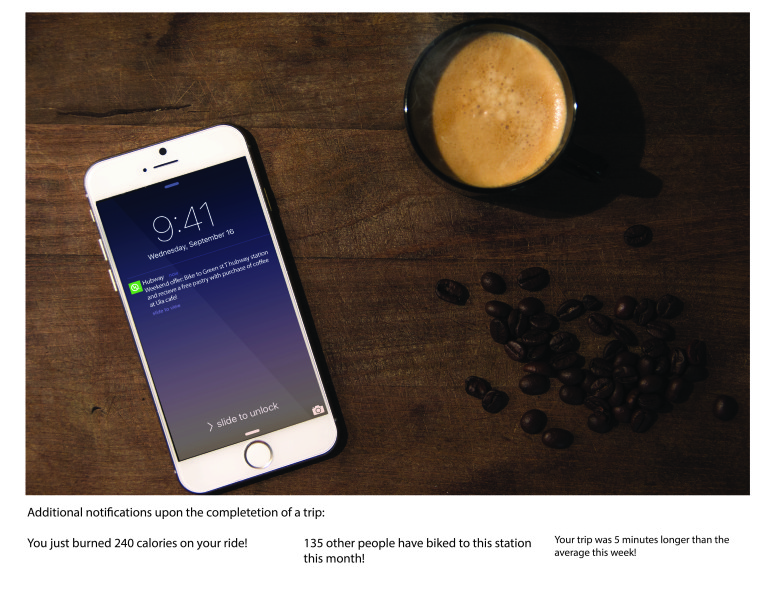 9:41
Wednesday, September 16
Hubway now
Weekend offer: Bike to Green st T hubway station
and recieve a free pastry with purchase of coffee
at Ula cafe!
slide to view
> slide to unlock
Additional notifications upon the completetion of a trip:
You just burned 240 calories on your ride!
135 other people have biked to this station
this month!
Your trip was 5 minutes longer than the
average this week!